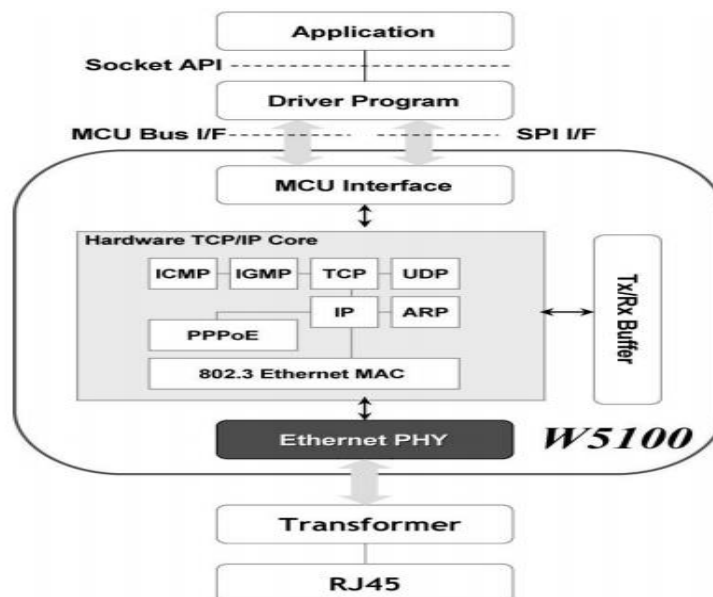 Application
Socket API
Driver Program
MCU Bus I/F
SPI I/F
MCU Interface
Hardware TCP/IP Core
ICMP IGMP TCP UDP
IP ARP
PPPoE
802.3 Ethernet MAC
Tx/Rx Buffer
Ethernet PHY
W5100
Transformer
RJ45